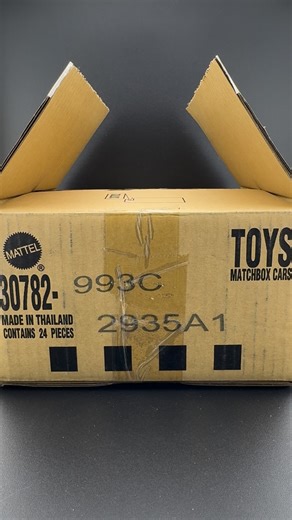 MATTEL
®
TOYS
MATCHBOX CARS
30782- 993C
MADE IN THAILAND
CONTAINS 24 PIECES
2935A1